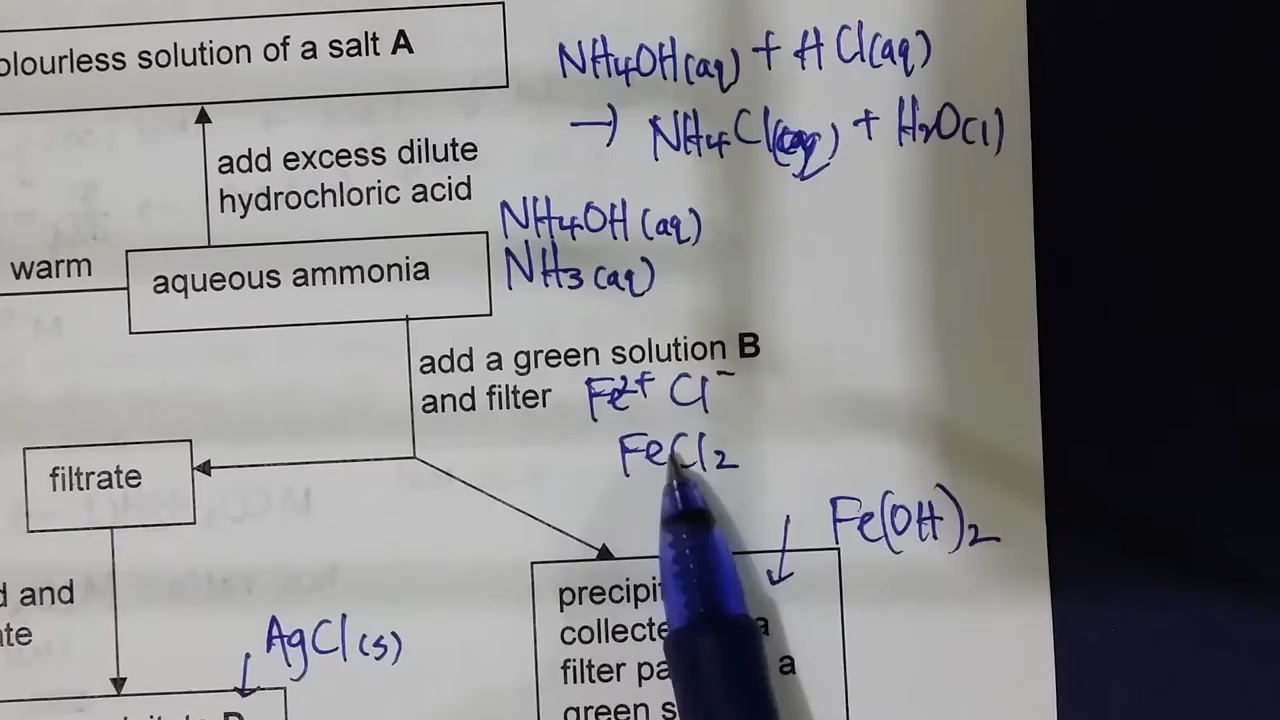 olourless solution of a salt A
NH4OH(aq) + HCl(aq)
→ NH4Cl(aq) + H2O(l)
add excess dilute
hydrochloric acid
NH4OH(aq)
NH3(aq)
warm
aqueous ammonia
add a green solution B
and filter
Fe2+ Cl-
FeCl2
filtrate
Fe(OH)2
d and
te
AgCl(s)
precipi
collecte a
filter pa a
green s